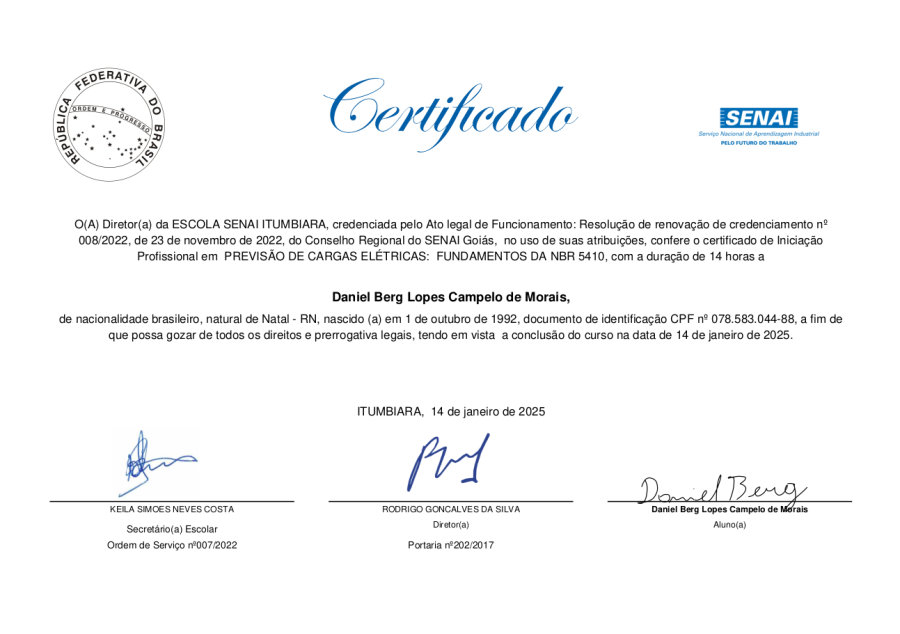 REPÚBLICA FEDERATIVA DO BRASIL
ORDEM E PROGRESSO
Certificado
SENAI
Serviço Nacional de Aprendizagem Industrial
PELO FUTURO DO TRABALHO
O(A) Diretor(a) da ESCOLA SENAI ITUMBIARA, credenciada pelo Ato legal de Funcionamento: Resolução de renovação de credenciamento nº
008/2022, de 23 de novembro de 2022, do Conselho Regional do SENAI Goiás, no uso de suas atribuições, confere o certificado de Iniciação
Profissional em PREVISÃO DE CARGAS ELÉTRICAS: FUNDAMENTOS DA NBR 5410, com a duração de 14 horas a
Daniel Berg Lopes Campelo de Morais,
de nacionalidade brasileiro, natural de Natal - RN, nascido (a) em 1 de outubro de 1992, documento de identificação CPF nº 078.583.044-88, a fim de
que possa gozar de todos os direitos e prerrogativa legais, tendo em vista a conclusão do curso na data de 14 de janeiro de 2025.
ITUMBIARA, 14 de janeiro de 2025
Daniel Berg
KEILA SIMOES NEVES COSTA
Secretário(a) Escolar
Ordem de Serviço nº007/2022
RODRIGO GONCALVES DA SILVA
Diretor(a)
Portaria nº202/2017
Daniel Berg Lopes Campelo de Morais
Aluno(a)